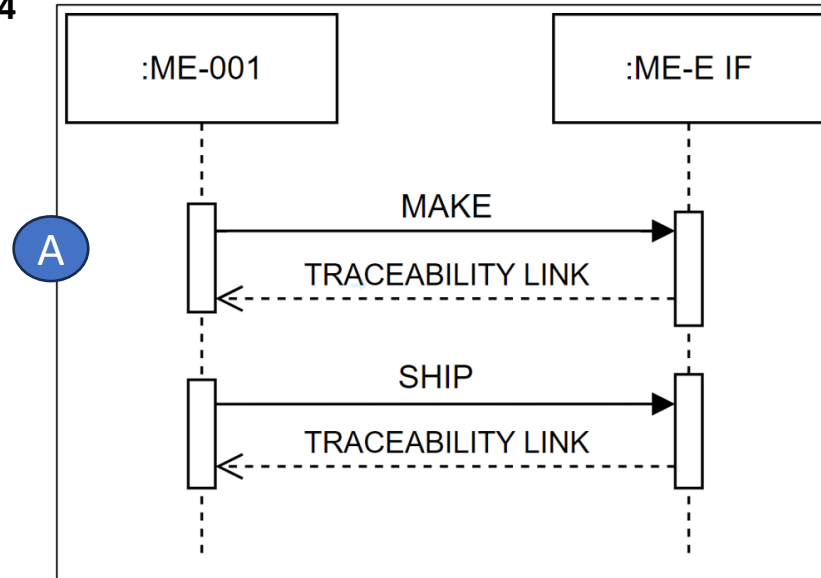 4
:ME-001
:ME-E IF
MAKE
A
TRACEABILITY LINK
SHIP
TRACEABILITY LINK